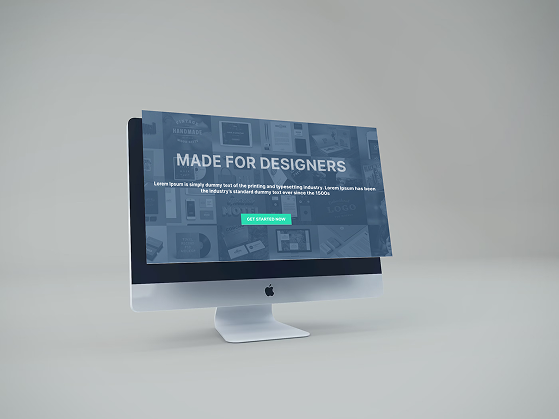 MADE FOR DESIGNERS
Lorem Ipsum is simply dummy text of the printing and typesetting industry. Lorem Ipsum has been
the industry's standard dummy text ever since the 1500s
GET STARTED NOW